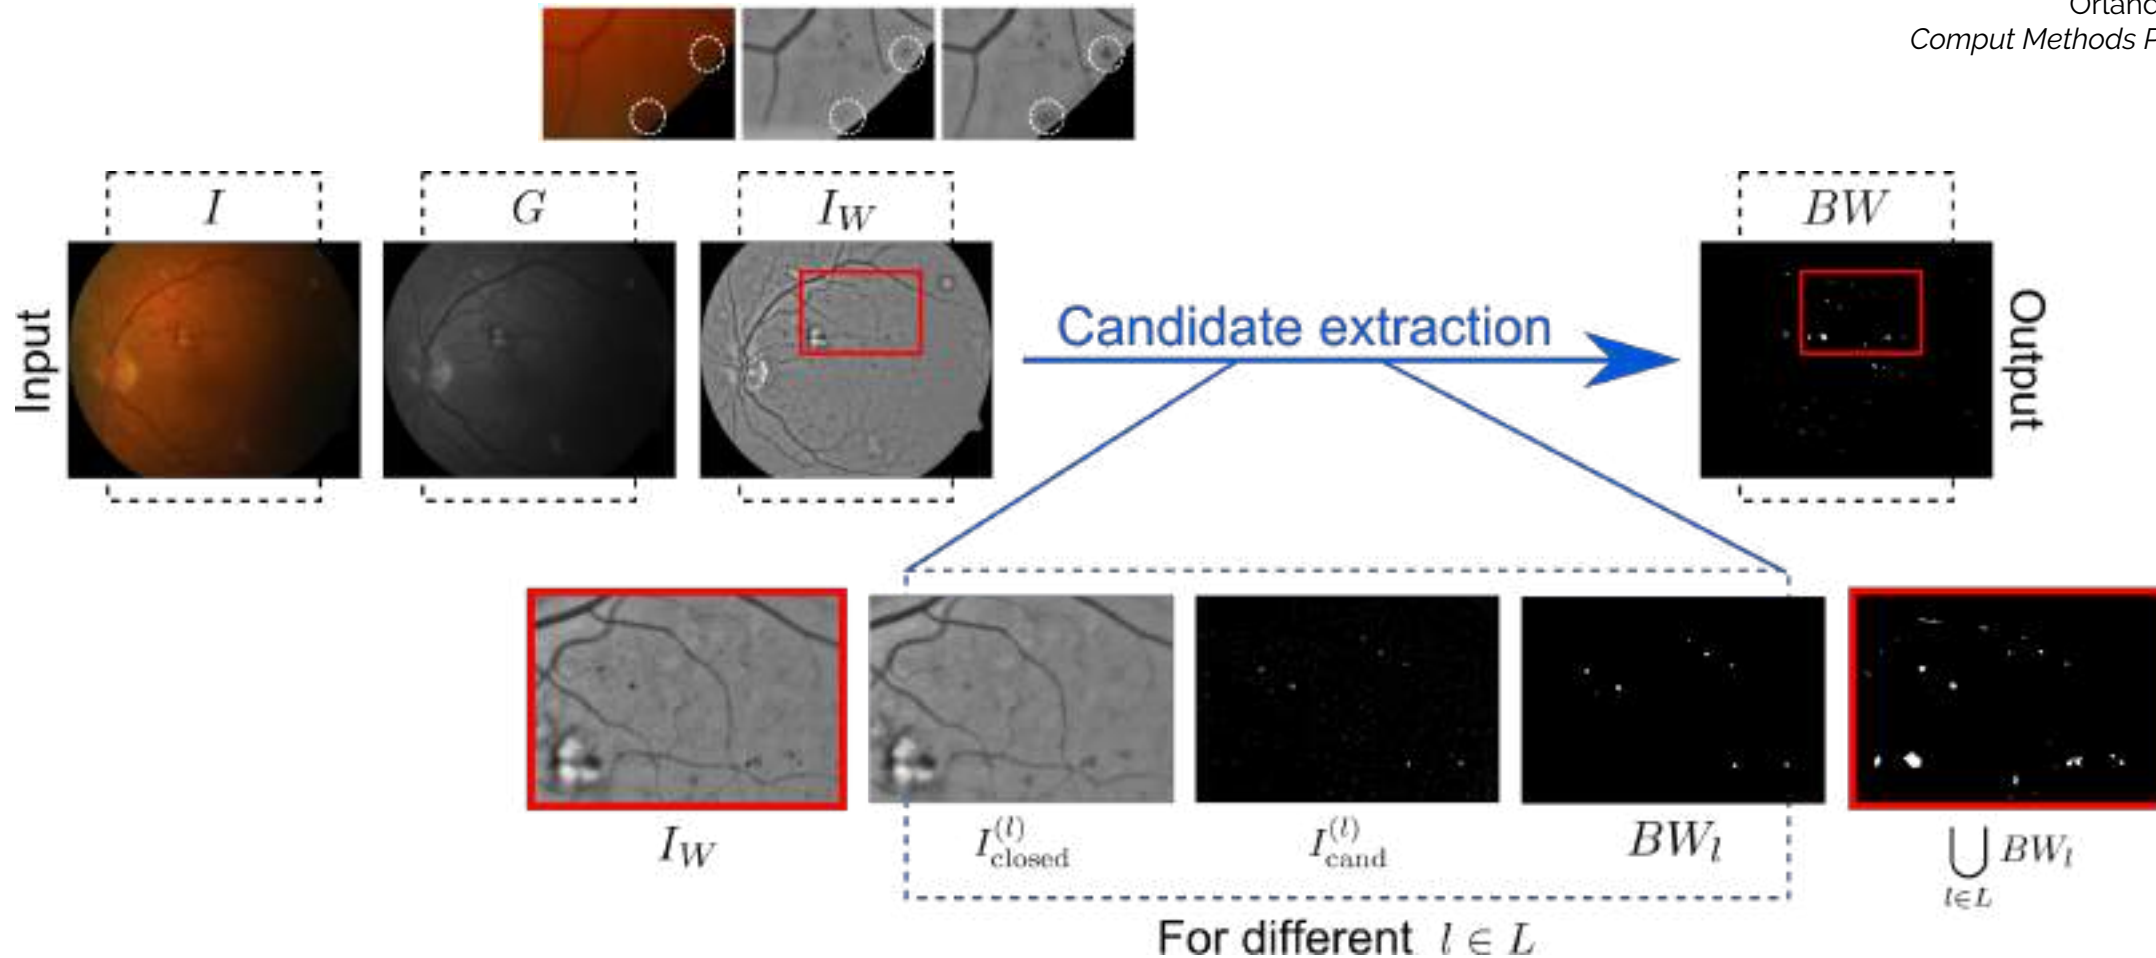 Comput Methods
I
G
I_W
BW
Input
Candidate extraction
Output
I_W
I_closed^(l)
I_cand^(l)
BW_l
⋃_{l∈L} BW_l
For different l ∈ L